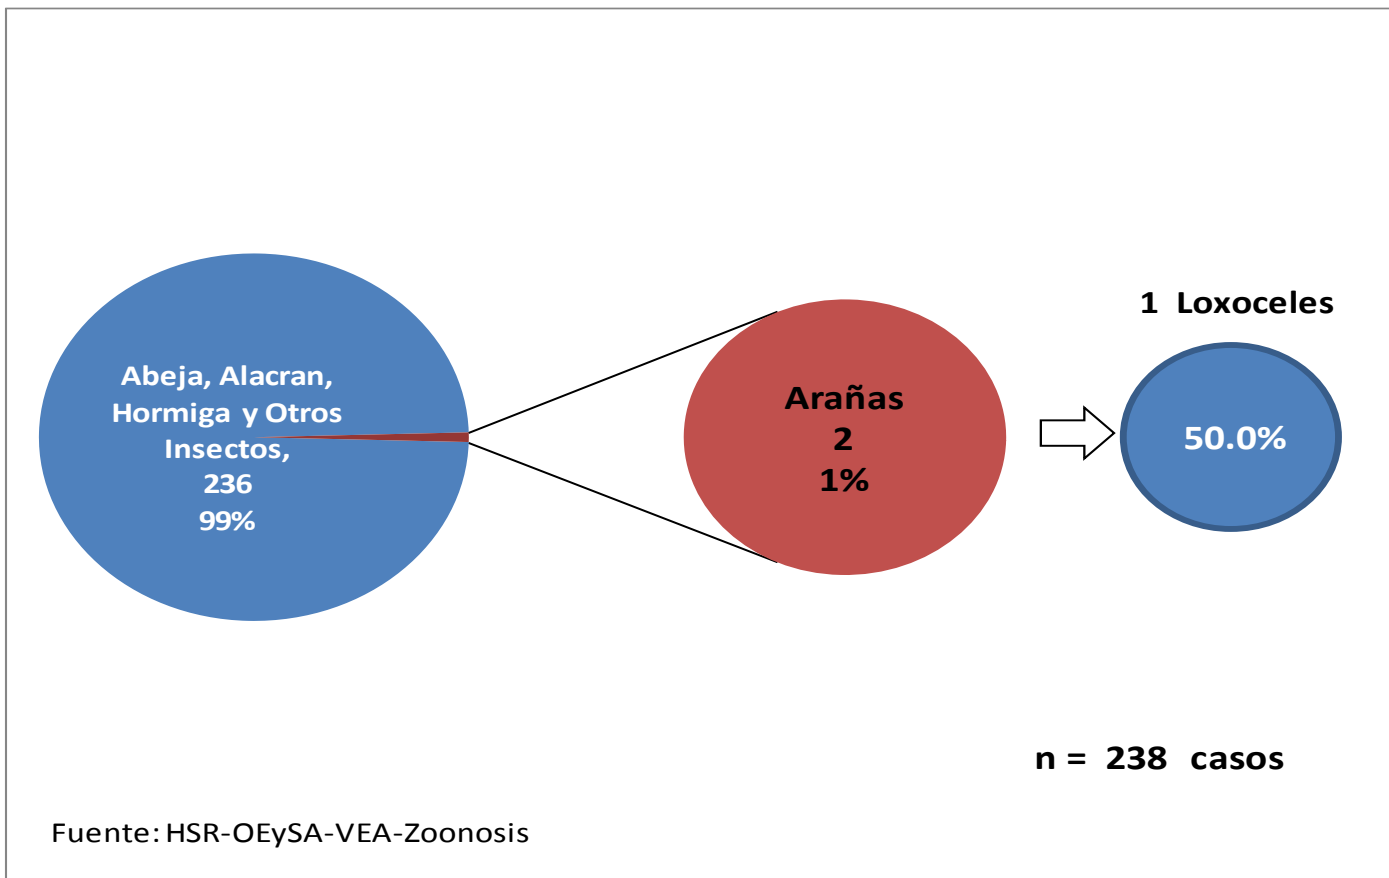 Abeja, Alacran,
Hormiga y Otros
Insectos,
236
99%
Arañas
2
1%
1 Loxoceles
50.0%
n = 238 casos
Fuente: HSR-OEySA-VEA-Zoonosis